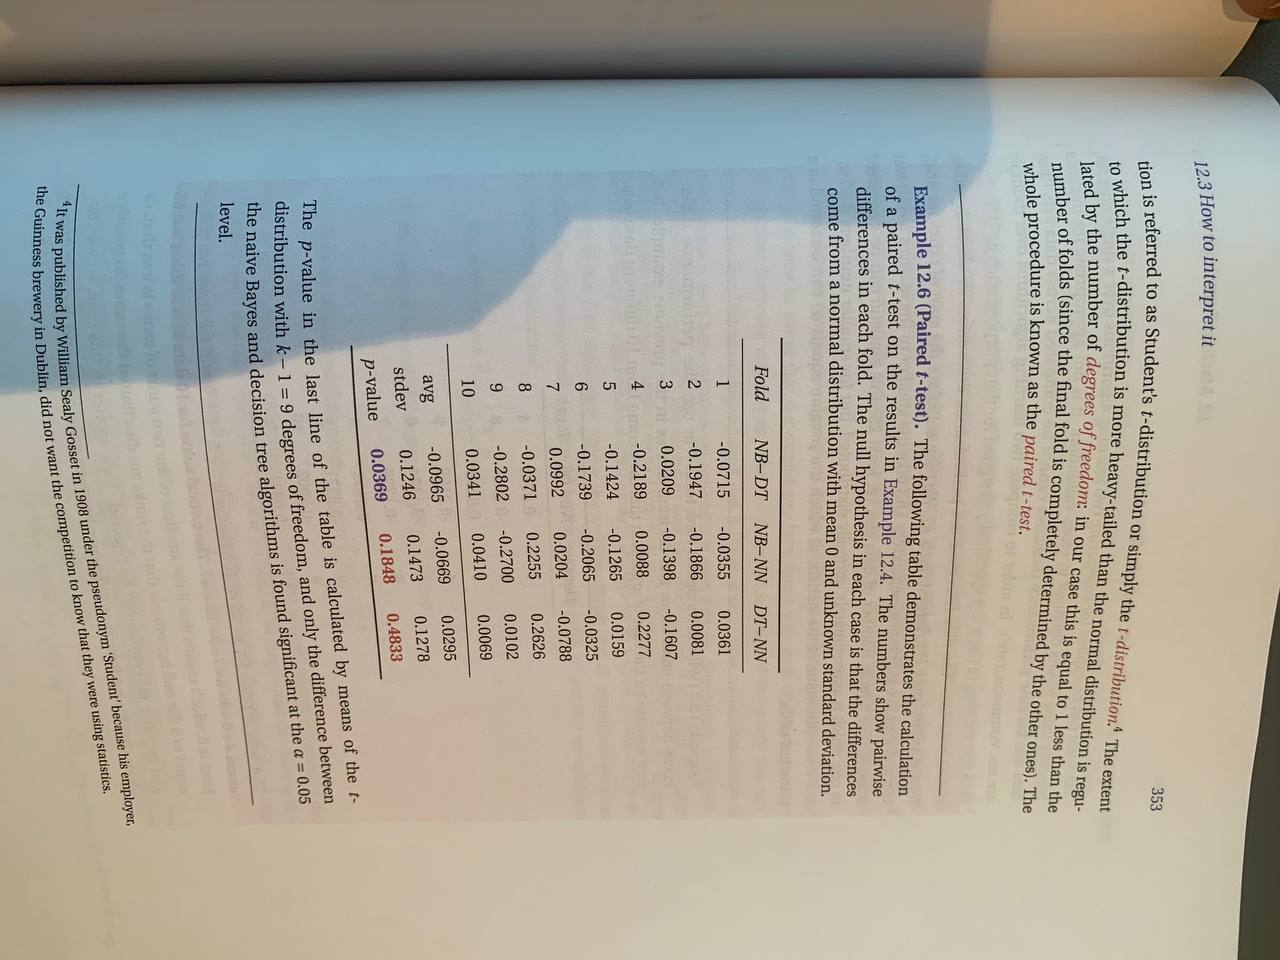 12.3 How to interpret it
353
tion is referred to as Student's t-distribution or simply the t-distribution.⁴ The extent
to which the t-distribution is more heavy-tailed than the normal distribution is regu-
lated by the number of degrees of freedom: in our case this is equal to 1 less than the
number of folds (since the final fold is completely determined by the other ones). The
whole procedure is known as the paired t-test.
Example 12.6 (Paired t-test). The following table demonstrates the calculation
of a paired t-test on the results in Example 12.4. The numbers show pairwise
differences in each fold. The null hypothesis in each case is that the differences
come from a normal distribution with mean 0 and unknown standard deviation.
Fold NB–DT NB–NN DT–NN
1 -0.0715 -0.0355 0.0361
2 -0.1947 -0.1866 0.0081
3 0.0209 -0.1398 -0.1607
4 -0.2189 0.0088 0.2277
5 -0.1424 -0.1265 0.0159
6 -0.1739 -0.2065 -0.0325
7 0.0992 0.0204 -0.0788
8 -0.0371 0.2255 0.2626
9 -0.2802 -0.2700 0.0102
10 0.0341 0.0410 0.0069
avg -0.0965 -0.0669 0.0295
stdev 0.1246 0.1473 0.1278
p-value 0.0369 0.1848 0.4833
The p-value in the last line of the table is calculated by means of the t-
distribution with k − 1 = 9 degrees of freedom, and only the difference between
the naive Bayes and decision tree algorithms is found significant at the α = 0.05
level.
⁴It was published by William Sealy Gosset in 1908 under the pseudonym 'Student' because his employer,
the Guinness brewery in Dublin, did not want the competition to know that they were using statistics.